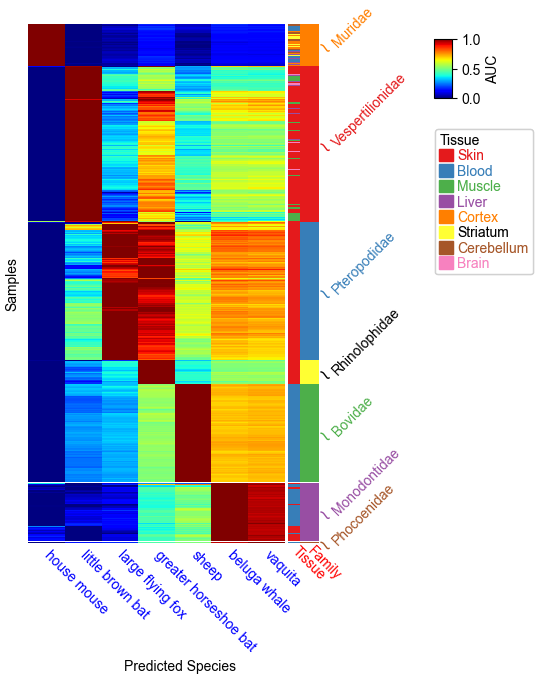 Muridae
Vespertilionidae
Pteropodidae
Rhinolophidae
Bovidae
Monodontidae
Phocoenidae
Samples
house mouse
little brown bat
large flying fox
greater horseshoe bat
sheep
beluga whale
vaquita
Tissue
Family
Predicted Species
1.0
0.5
0.0
AUC
Tissue
Skin
Blood
Muscle
Liver
Cortex
Striatum
Cerebellum
Brain